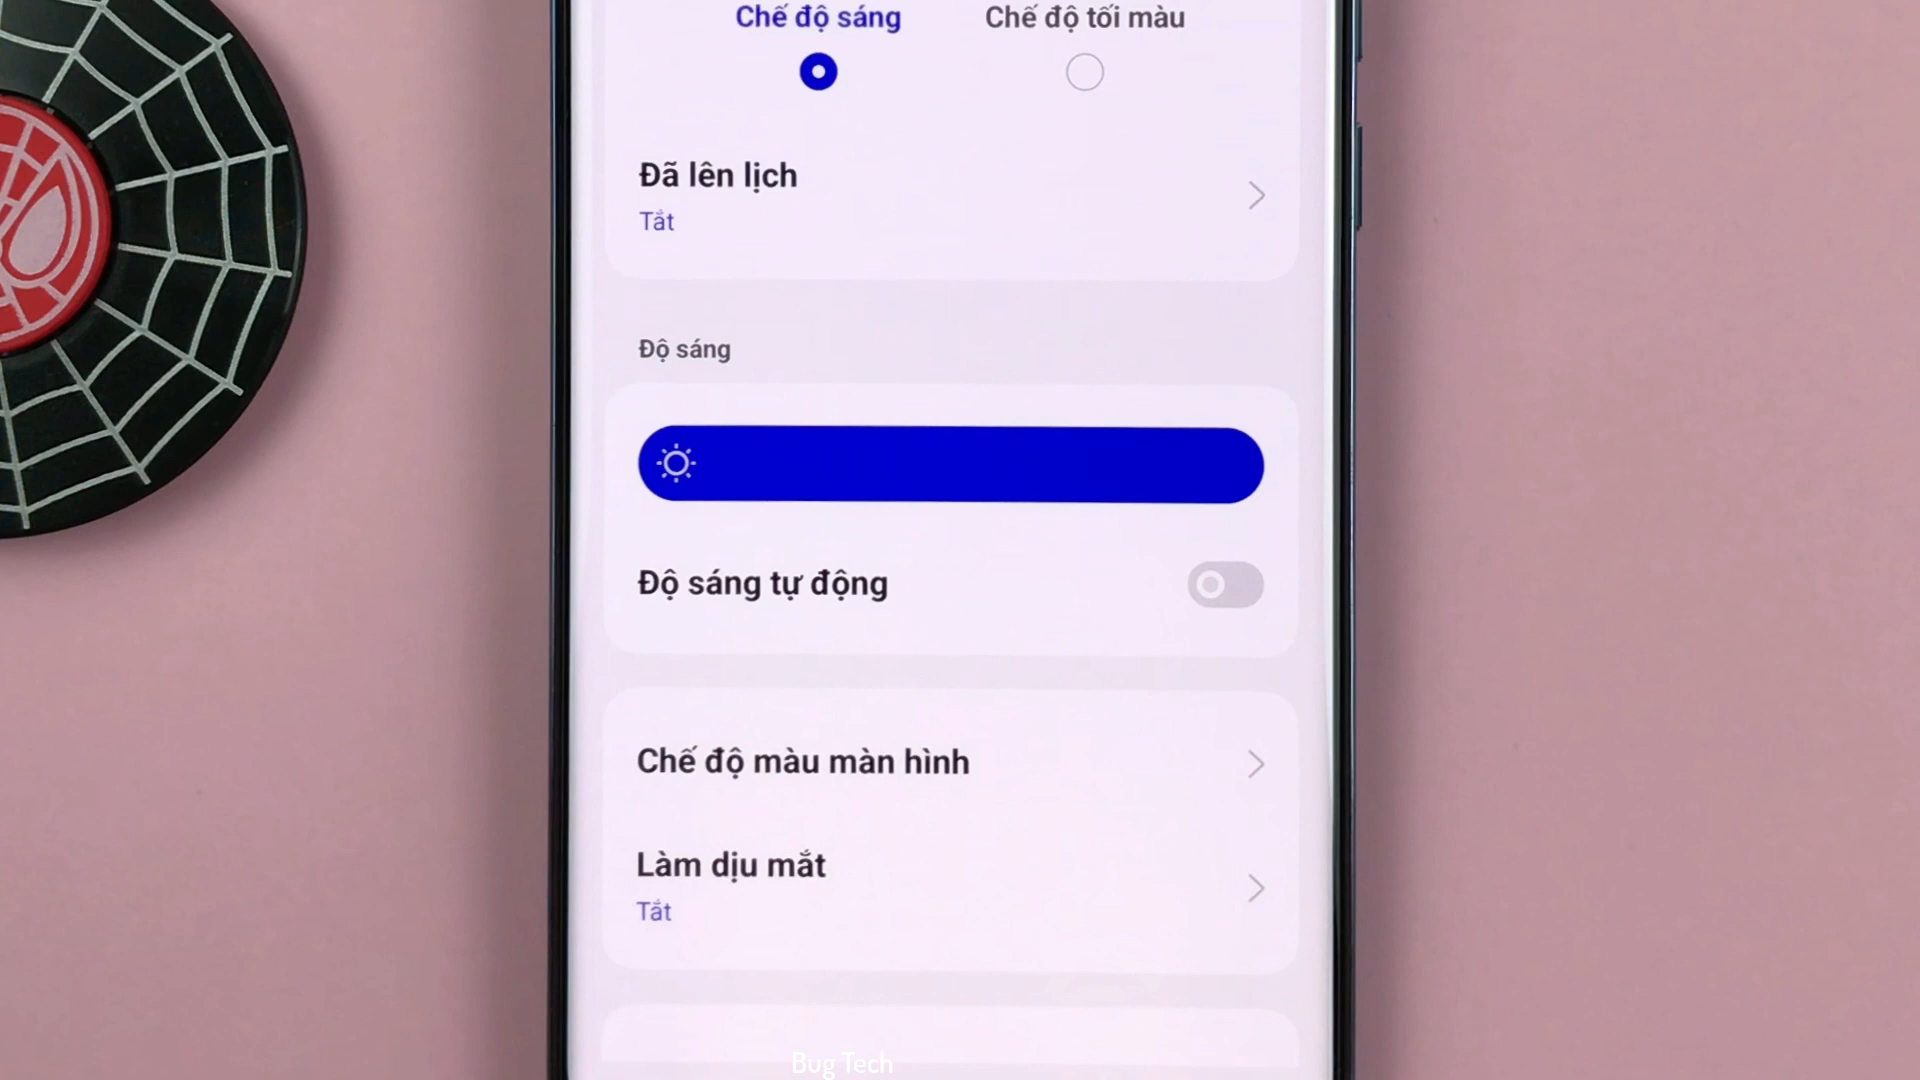 Chế độ sáng
Chế độ tối màu
Đã lên lịch
Tắt
Độ sáng
Độ sáng tự động
Chế độ màu màn hình
Làm dịu mắt
Tắt
Bug Tech